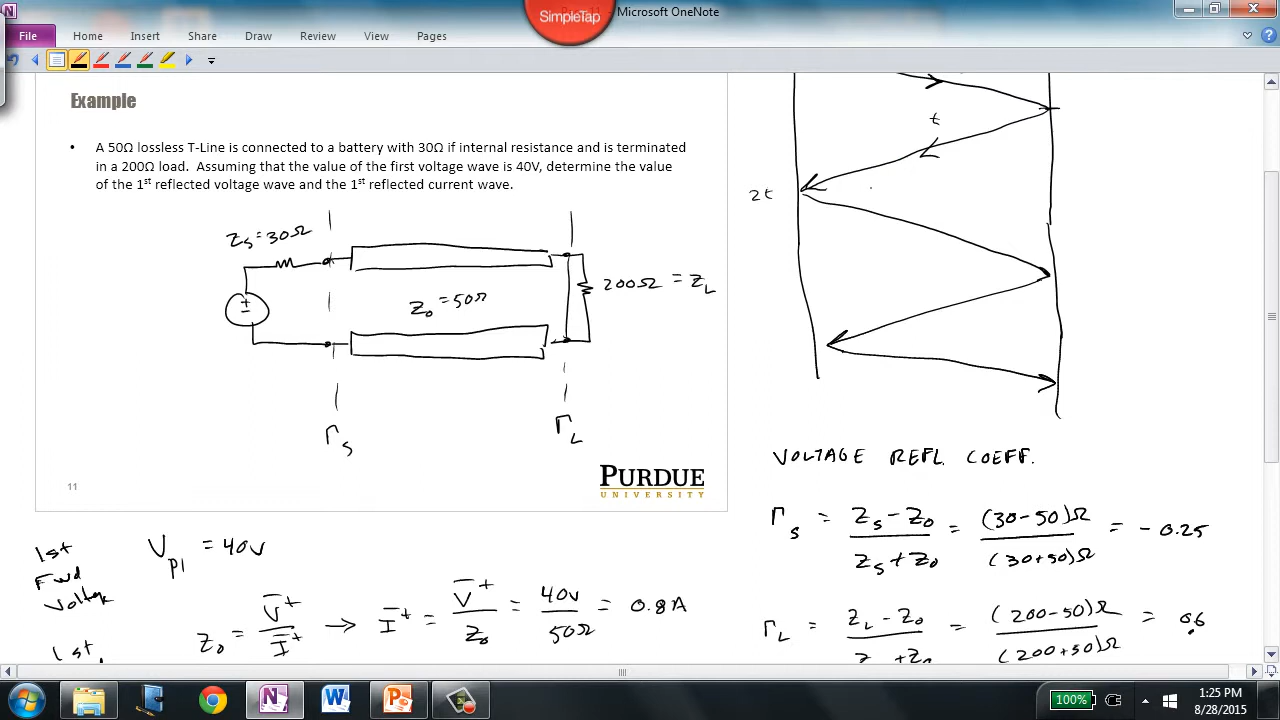 SimpleTap
Microsoft OneNote
File Home Insert Share Draw Review View Pages
Example
• A 50Ω lossless T-Line is connected to a battery with 30Ω if internal resistance and is terminated
in a 200Ω load. Assuming that the value of the first voltage wave is 40V, determine the value
of the 1st reflected voltage wave and the 1st reflected current wave.
Zs = 30Ω
Z0 = 50Ω
200Ω = ZL
ΓS
ΓL
PURDUE
UNIVERSITY
11
t
2t
VOLTAGE REFL. COEFF.
ΓS = (ZS - Z0)/(ZS + Z0) = (30-50)Ω/(30+50)Ω = -0.25
ΓL = (ZL - Z0)/(Z +Z0) = (200-50)Ω/(200+50)Ω = 0.6
1st
Fwd
Voltage
Vp1 = 40V
Z0 = V̅+/I̅+ → I̅+ = V̅+/Z0 = 40V/50Ω = 0.8A
1st
100%
1:25 PM
8/28/2015